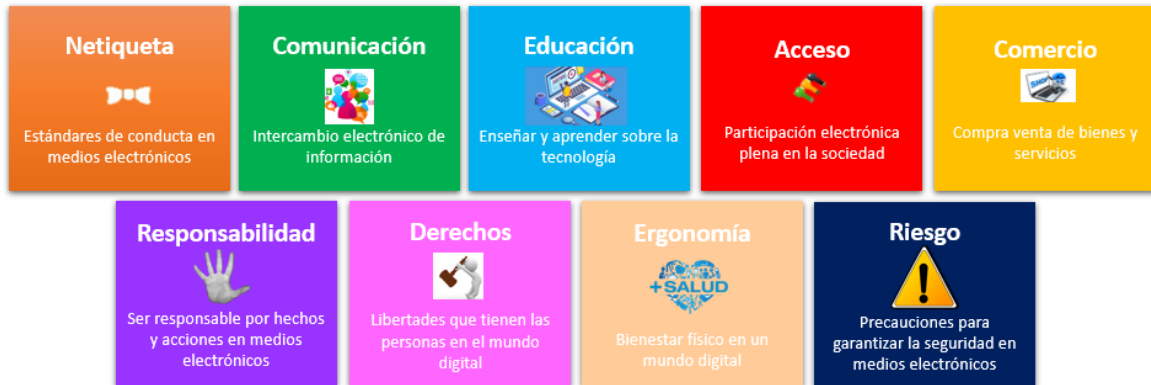 Netiqueta
Estándares de conducta en
medios electrónicos
Comunicación
Intercambio electrónico de
información
Educación
Enseñar y aprender sobre la
tecnología
Acceso
Participación electrónica
plena en la sociedad
Comercio
Compra venta de bienes y
servicios
Responsabilidad
Ser responsable por hechos
y acciones en medios
electrónicos
Derechos
Libertades que tienen las
personas en el mundo
digital
Ergonomía
+SALUD
Bienestar físico en un
mundo digital
Riesgo
Precauciones para
garantizar la seguridad en
medios electrónicos